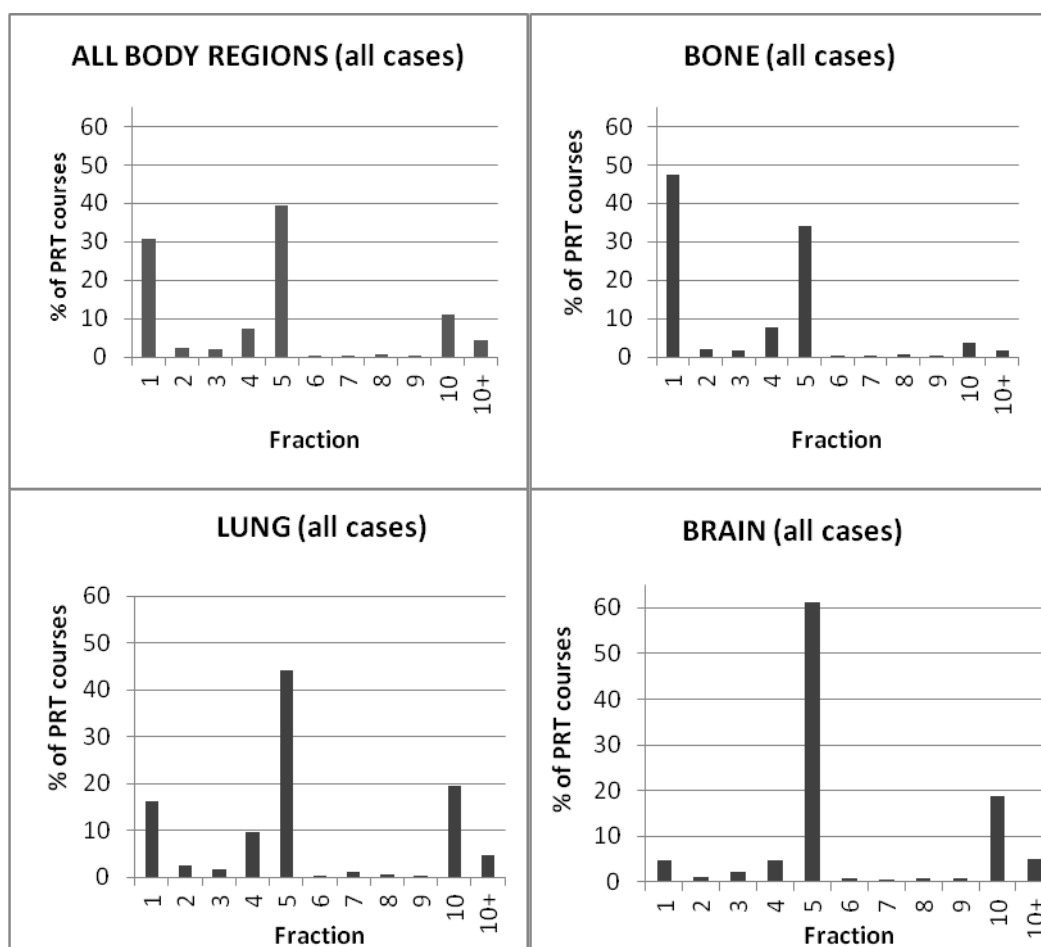 ALL BODY REGIONS (all cases)
% of PRT courses
60
50
40
30
20
10
0
1 2 3 4 5 6 7 8 9 10 10+
Fraction
BONE (all cases)
% of PRT courses
60
50
40
30
20
10
0
1 2 3 4 5 6 7 8 9 10 10+
Fraction
LUNG (all cases)
% of PRT courses
60
50
40
30
20
10
0
1 2 3 4 5 6 7 8 9 10 10+
Fraction
BRAIN (all cases)
% of PRT courses
60
50
40
30
20
10
0
1 2 3 4 5 6 7 8 9 10 10+
Fraction